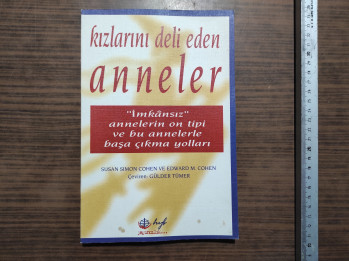 kızlarını deli eden
anneler
"İmkânsız"
annelerin on tipi
ve bu annelerle
başa çıkma yolları
SUSAN SIMON COHEN VE EDWARD M. COHEN
Çeviren: GÜLDER TÜMER
hyb